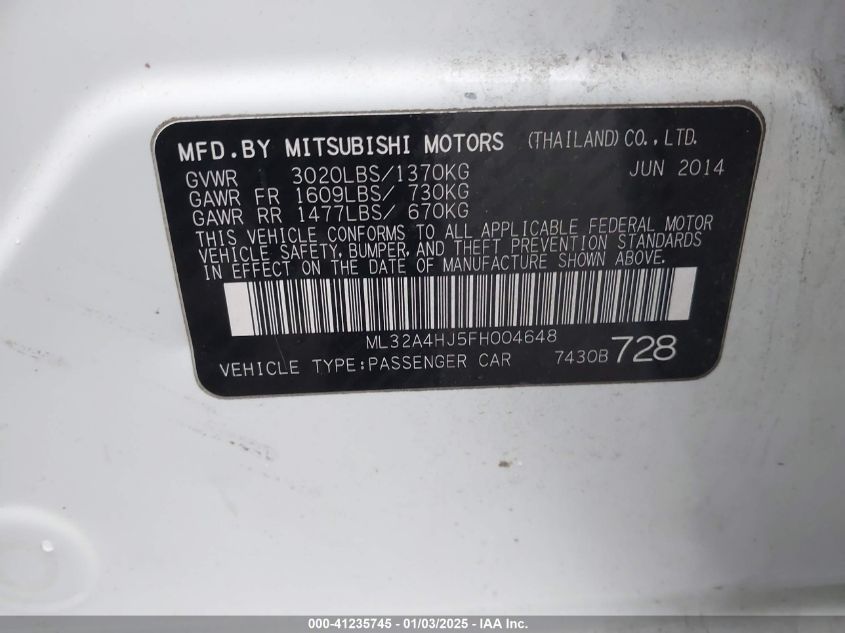 MFD.BY MITSUBISHI MOTORS (THAILAND) CO.,LTD.
GVWR 3020LBS/1370KG JUN 2014
GAWR FR 1609LBS/ 730KG
GAWR RR 1477LBS/ 670KG
THIS VEHICLE CONFORMS TO ALL APPLICABLE FEDERAL MOTOR
VEHICLE SAFETY, BUMPER, AND THEFT PREVENTION STANDARDS
IN EFFECT ON THE DATE OF MANUFACTURE SHOWN ABOVE.
ML32A4HJ5FH004648
VEHICLE TYPE:PASSENGER CAR 7430B 728
000-41235745 - 01/03/2025 - IAA Inc.